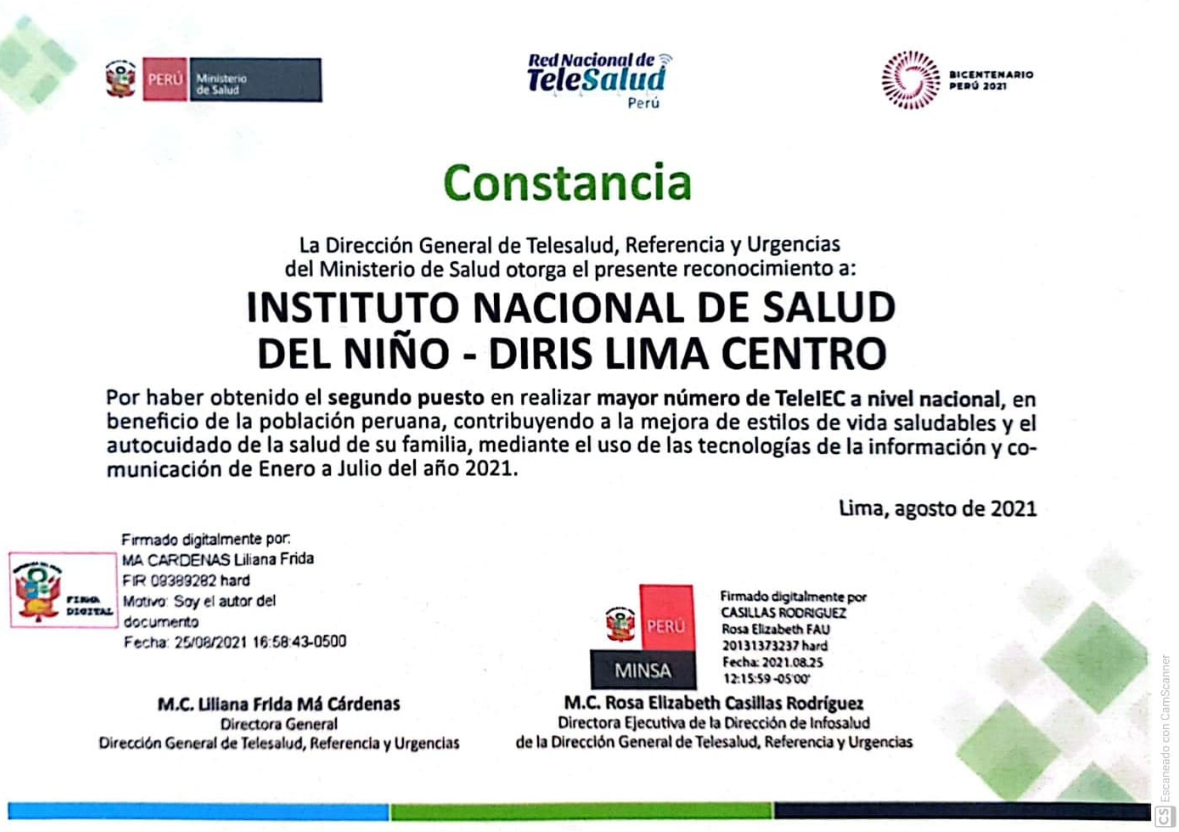 PERÚ
Ministerio
de Salud
Red Nacional de
TeleSalud
Perú
BICENTENARIO
PERÚ 2021
Constancia
La Dirección General de Telesalud, Referencia y Urgencias
del Ministerio de Salud otorga el presente reconocimiento a:
INSTITUTO NACIONAL DE SALUD
DEL NIÑO - DIRIS LIMA CENTRO
Por haber obtenido el segundo puesto en realizar mayor número de TeleIEC a nivel nacional, en
beneficio de la población peruana, contribuyendo a la mejora de estilos de vida saludables y el
autocuidado de la salud de su familia, mediante el uso de las tecnologías de la información y co-
municación de Enero a Julio del año 2021.
Lima, agosto de 2021
FIRMA
DIGITAL
Firmado digitalmente por:
MA CARDENAS Liliana Frida
FIR 09389282 hard
Motivo: Soy el autor del
documento
Fecha: 25/08/2021 16:58:43-0500
M.C. Liliana Frida Má Cárdenas
Directora General
Dirección General de Telesalud, Referencia y Urgencias
PERÚ
MINSA
Firmado digitalmente por
CASILLAS RODRIGUEZ
Rosa Elizabeth FAU
20131373237 hard
Fecha: 2021.08.25
12:15:59 -05'00'
M.C. Rosa Elizabeth Casillas Rodríguez
Directora Ejecutiva de la Dirección de Infosalud
de la Dirección General de Telesalud, Referencia y Urgencias
CS Escaneado con CamScanner